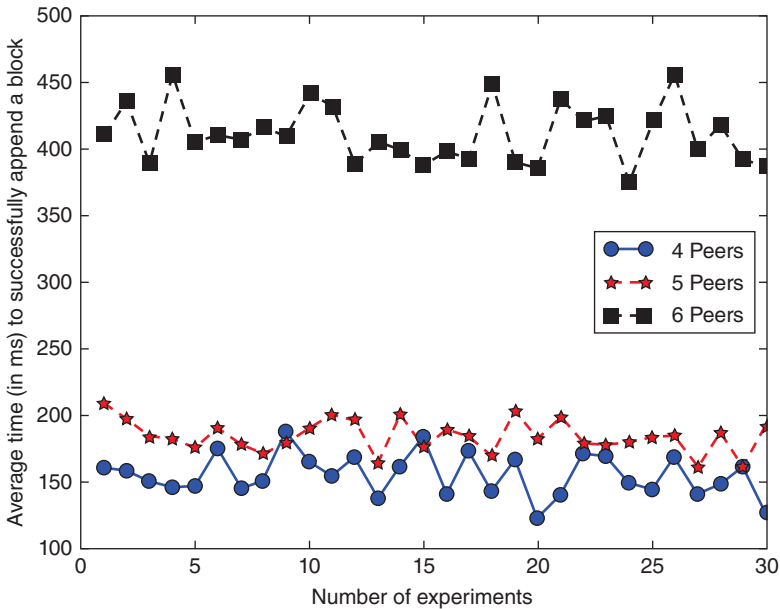 Average time (in ms) to successfully append a block
500
450
400
350
300
250
200
150
100
4 Peers
5 Peers
6 Peers
0 5 10 15 20 25 30
Number of experiments